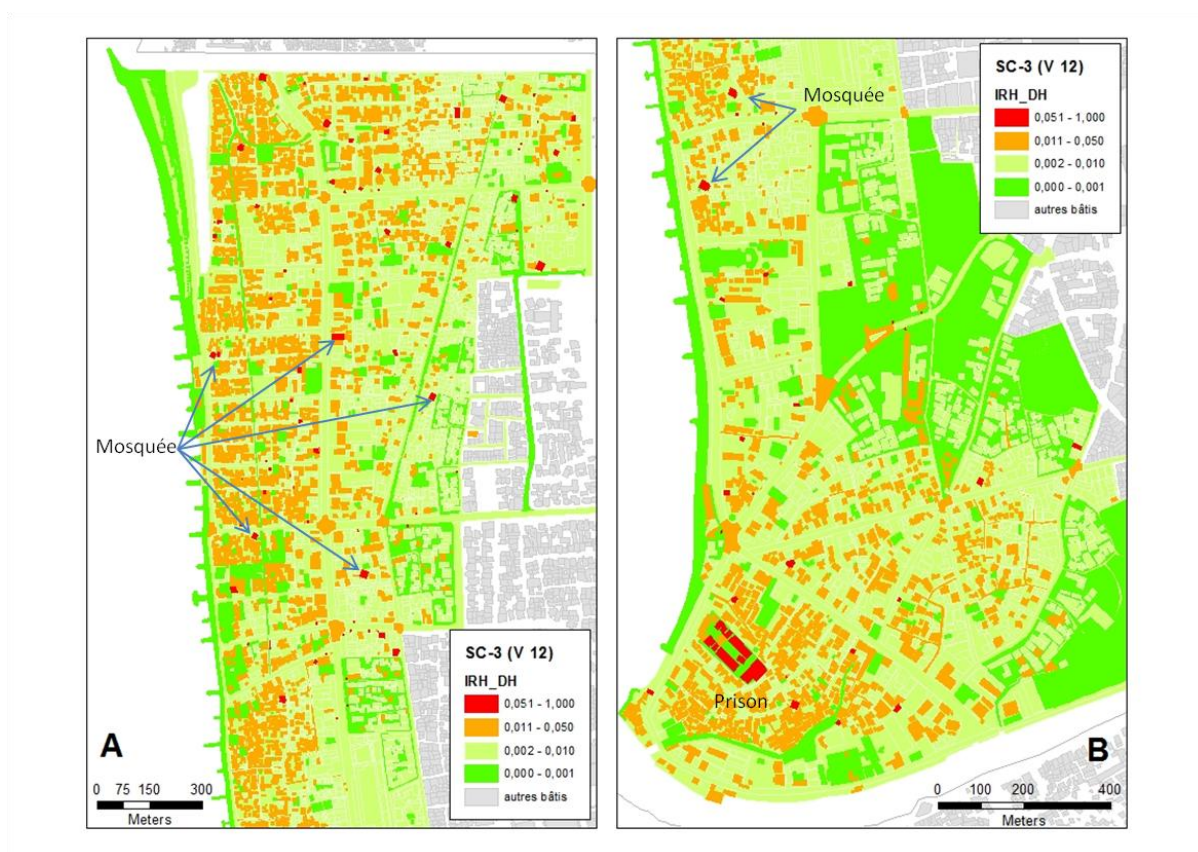 Mosquée
A
0 75 150 300
Meters
SC-3 (V 12)
IRH_DH
0,051 - 1,000
0,011 - 0,050
0,002 - 0,010
0,000 - 0,001
autres bâtis
Mosquée
SC-3 (V 12)
IRH_DH
0,051 - 1,000
0,011 - 0,050
0,002 - 0,010
0,000 - 0,001
autres bâtis
Prison
B
0 100 200 400
Meters